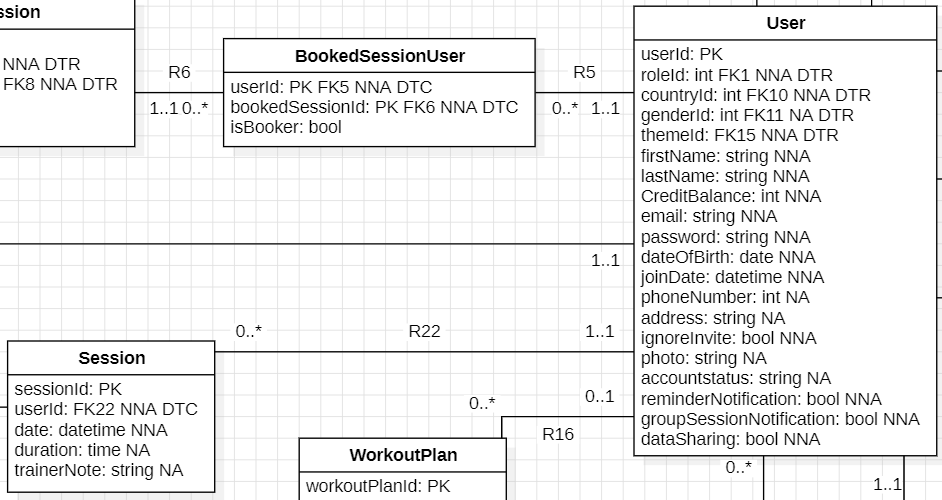 ssion
NNA DTR
FK8 NNA DTR
R6
1..1 0..*
BookedSessionUser
userId: PK FK5 NNA DTC
bookedSessionId: PK FK6 NNA DTC
isBooker: bool
R5
0..* 1..1
User
userId: PK
roleId: int FK1 NNA DTR
countryId: int FK10 NNA DTR
genderId: int FK11 NA DTR
themeId: FK15 NNA DTR
firstName: string NNA
lastName: string NNA
CreditBalance: int NNA
email: string NNA
password: string NNA
dateOfBirth: date NNA
joinDate: datetime NNA
phoneNumber: int NA
address: string NA
ignoreInvite: bool NNA
photo: string NA
accountstatus: string NA
reminderNotification: bool NNA
groupSessionNotification: bool NNA
dataSharing: bool NNA
1..1
0..*
R22
1..1
Session
sessionId: PK
userId: FK22 NNA DTC
date: datetime NNA
duration: time NA
trainerNote: string NA
0..*
0..1
R16
WorkoutPlan
workoutPlanId: PK
0..*
1..1